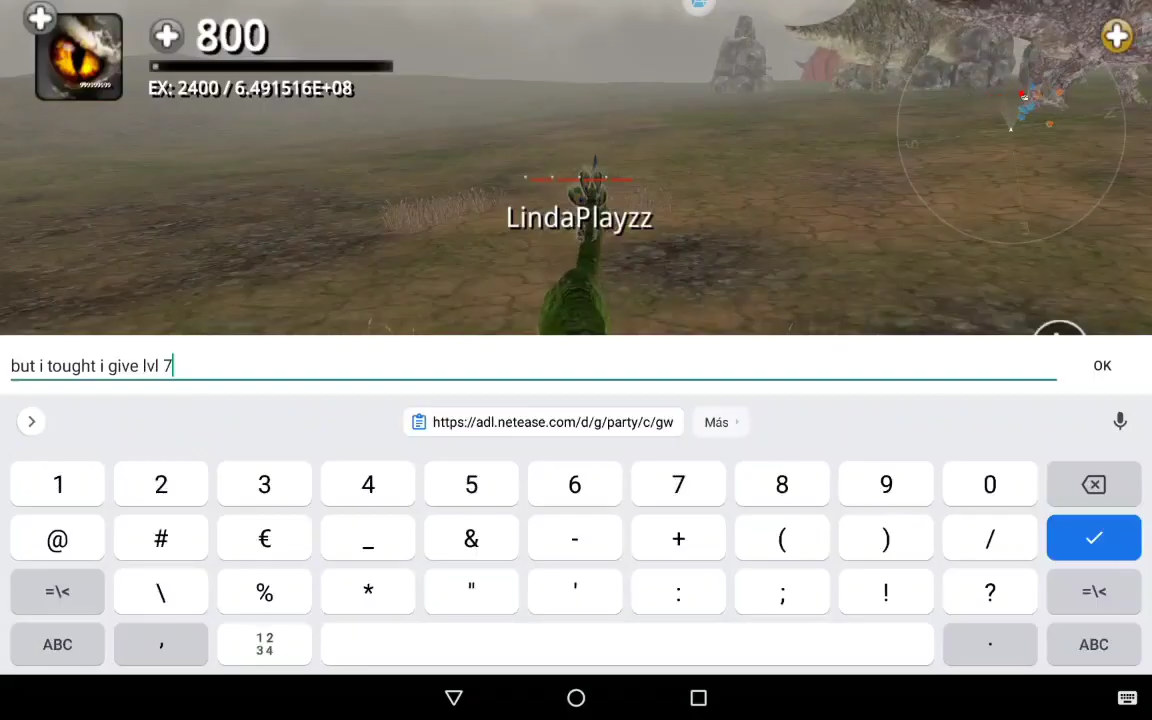 800
EX: 2400 / 6.491516E+08
LindaPlayzz
but i tought i give lvl 7
OK
https://adl.netease.com/d/g/party/c/gw
Más
1 2 3 4 5 6 7 8 9 0
@ # € _ & - + ( ) /
=\< \ % * " ' : ; ! ? =\<
ABC , 1 2 3 4 . ABC